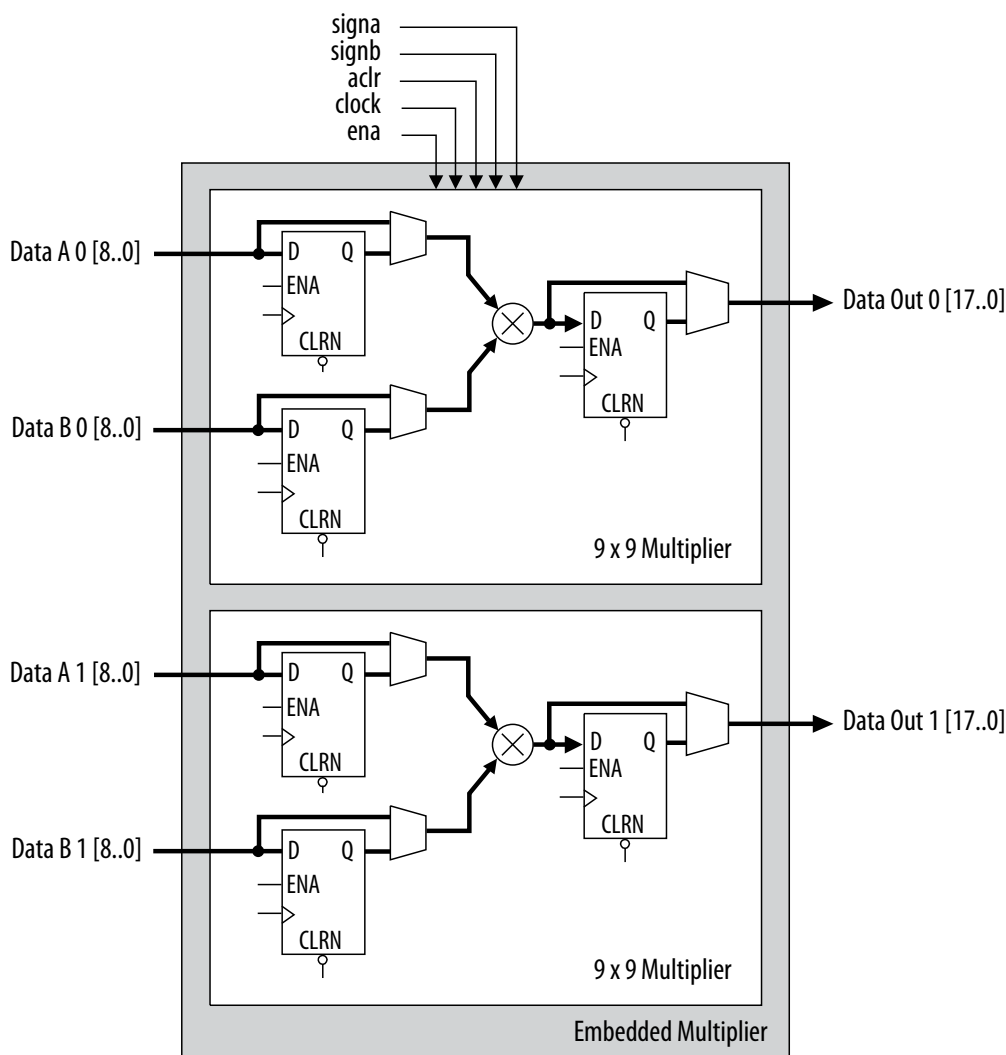 signa
signb
aclr
clock
ena
Data A 0 [8..0]
D Q
ENA
CLRN
Data B 0 [8..0]
D Q
ENA
CLRN
D Q
ENA
CLRN
Data Out 0 [17..0]
9 x 9 Multiplier
Data A 1 [8..0]
D Q
ENA
CLRN
Data B 1 [8..0]
D Q
ENA
CLRN
D Q
ENA
CLRN
Data Out 1 [17..0]
9 x 9 Multiplier
Embedded Multiplier